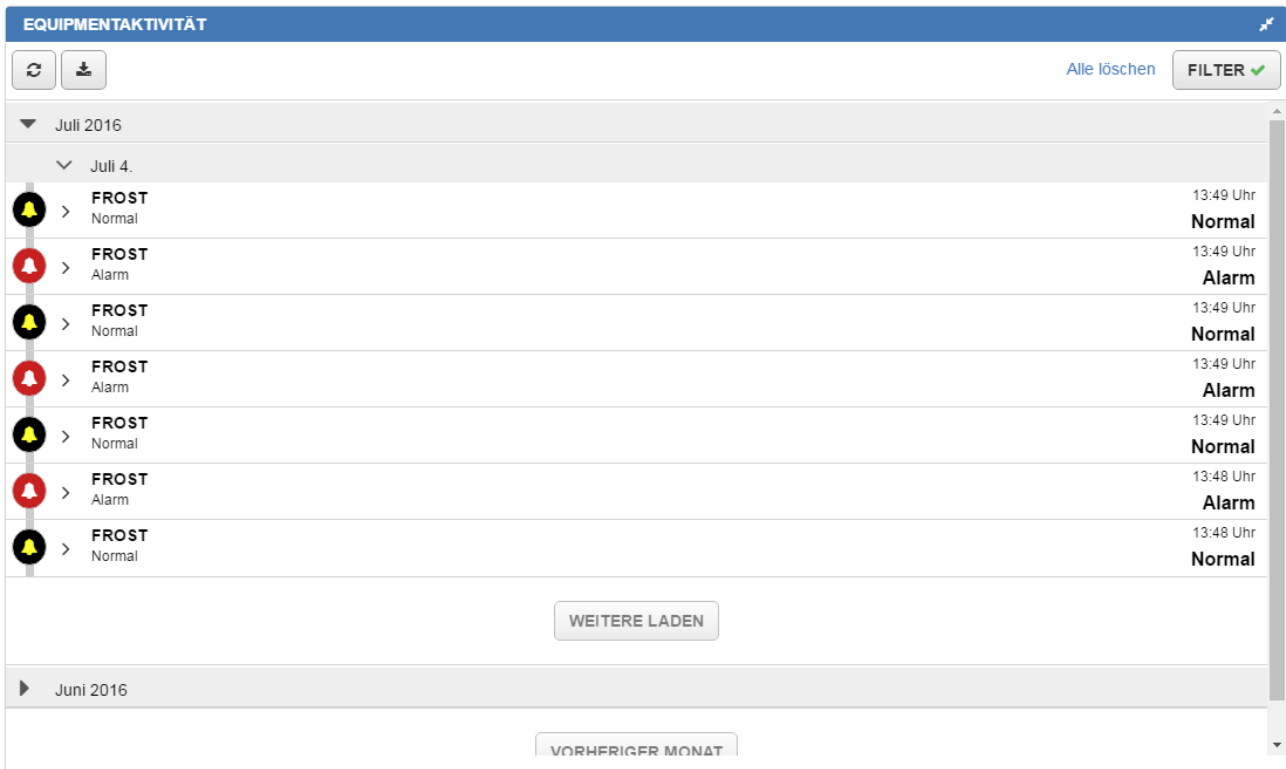 EQUIPMENTAKTIVITÄT
Alle löschen FILTER
Juli 2016
Juli 4.
FROST 13:49 Uhr
Normal Normal
FROST 13:49 Uhr
Alarm Alarm
FROST 13:49 Uhr
Normal Normal
FROST 13:49 Uhr
Alarm Alarm
FROST 13:49 Uhr
Normal Normal
FROST 13:48 Uhr
Alarm Alarm
FROST 13:48 Uhr
Normal Normal
WEITERE LADEN
Juni 2016
VORHERIGER MONAT